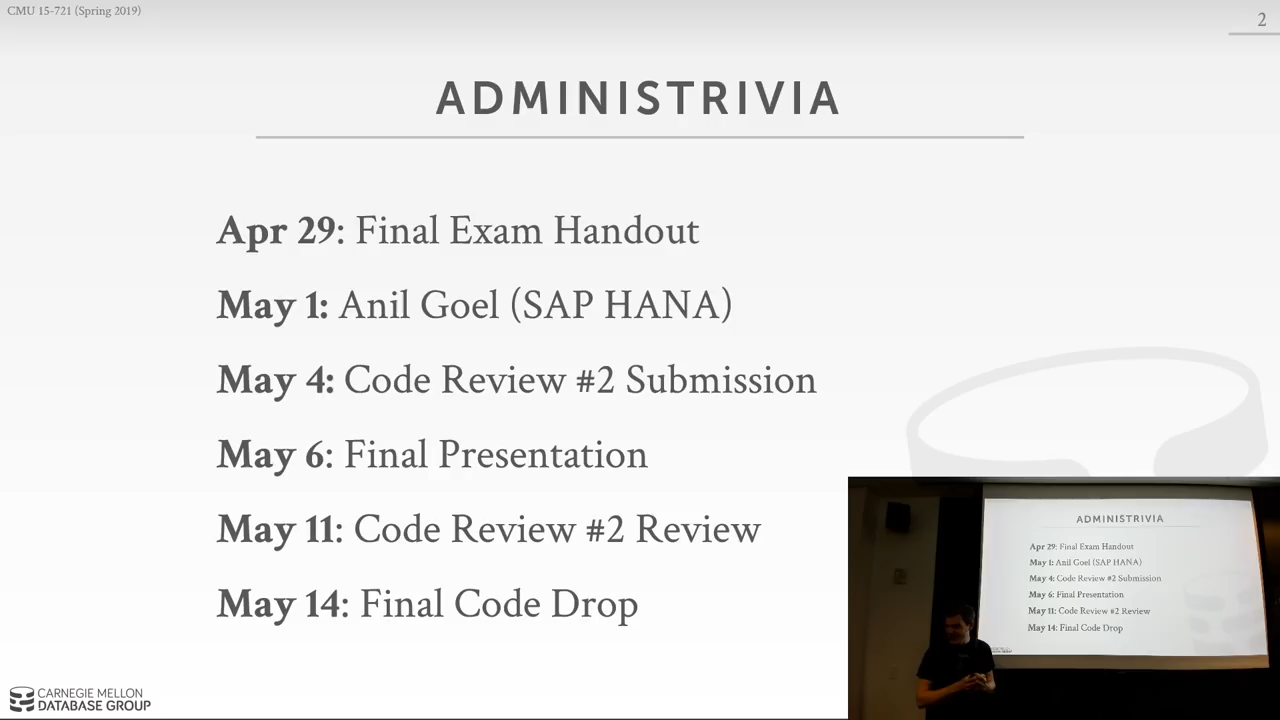 CMU 15-721 (Spring 2019)
2
ADMINISTRIVIA
Apr 29: Final Exam Handout
May 1: Anil Goel (SAP HANA)
May 4: Code Review #2 Submission
May 6: Final Presentation
May 11: Code Review #2 Review
May 14: Final Code Drop
CARNEGIE MELLON
DATABASE GROUP
ADMINISTRIVIA
Apr 29: Final Exam Handout
May 1: Anil Goel (SAP HANA)
May 4: Code Review #2 Submission
May 6: Final Presentation
May 11: Code Review #2 Review
May 14: Final Code Drop